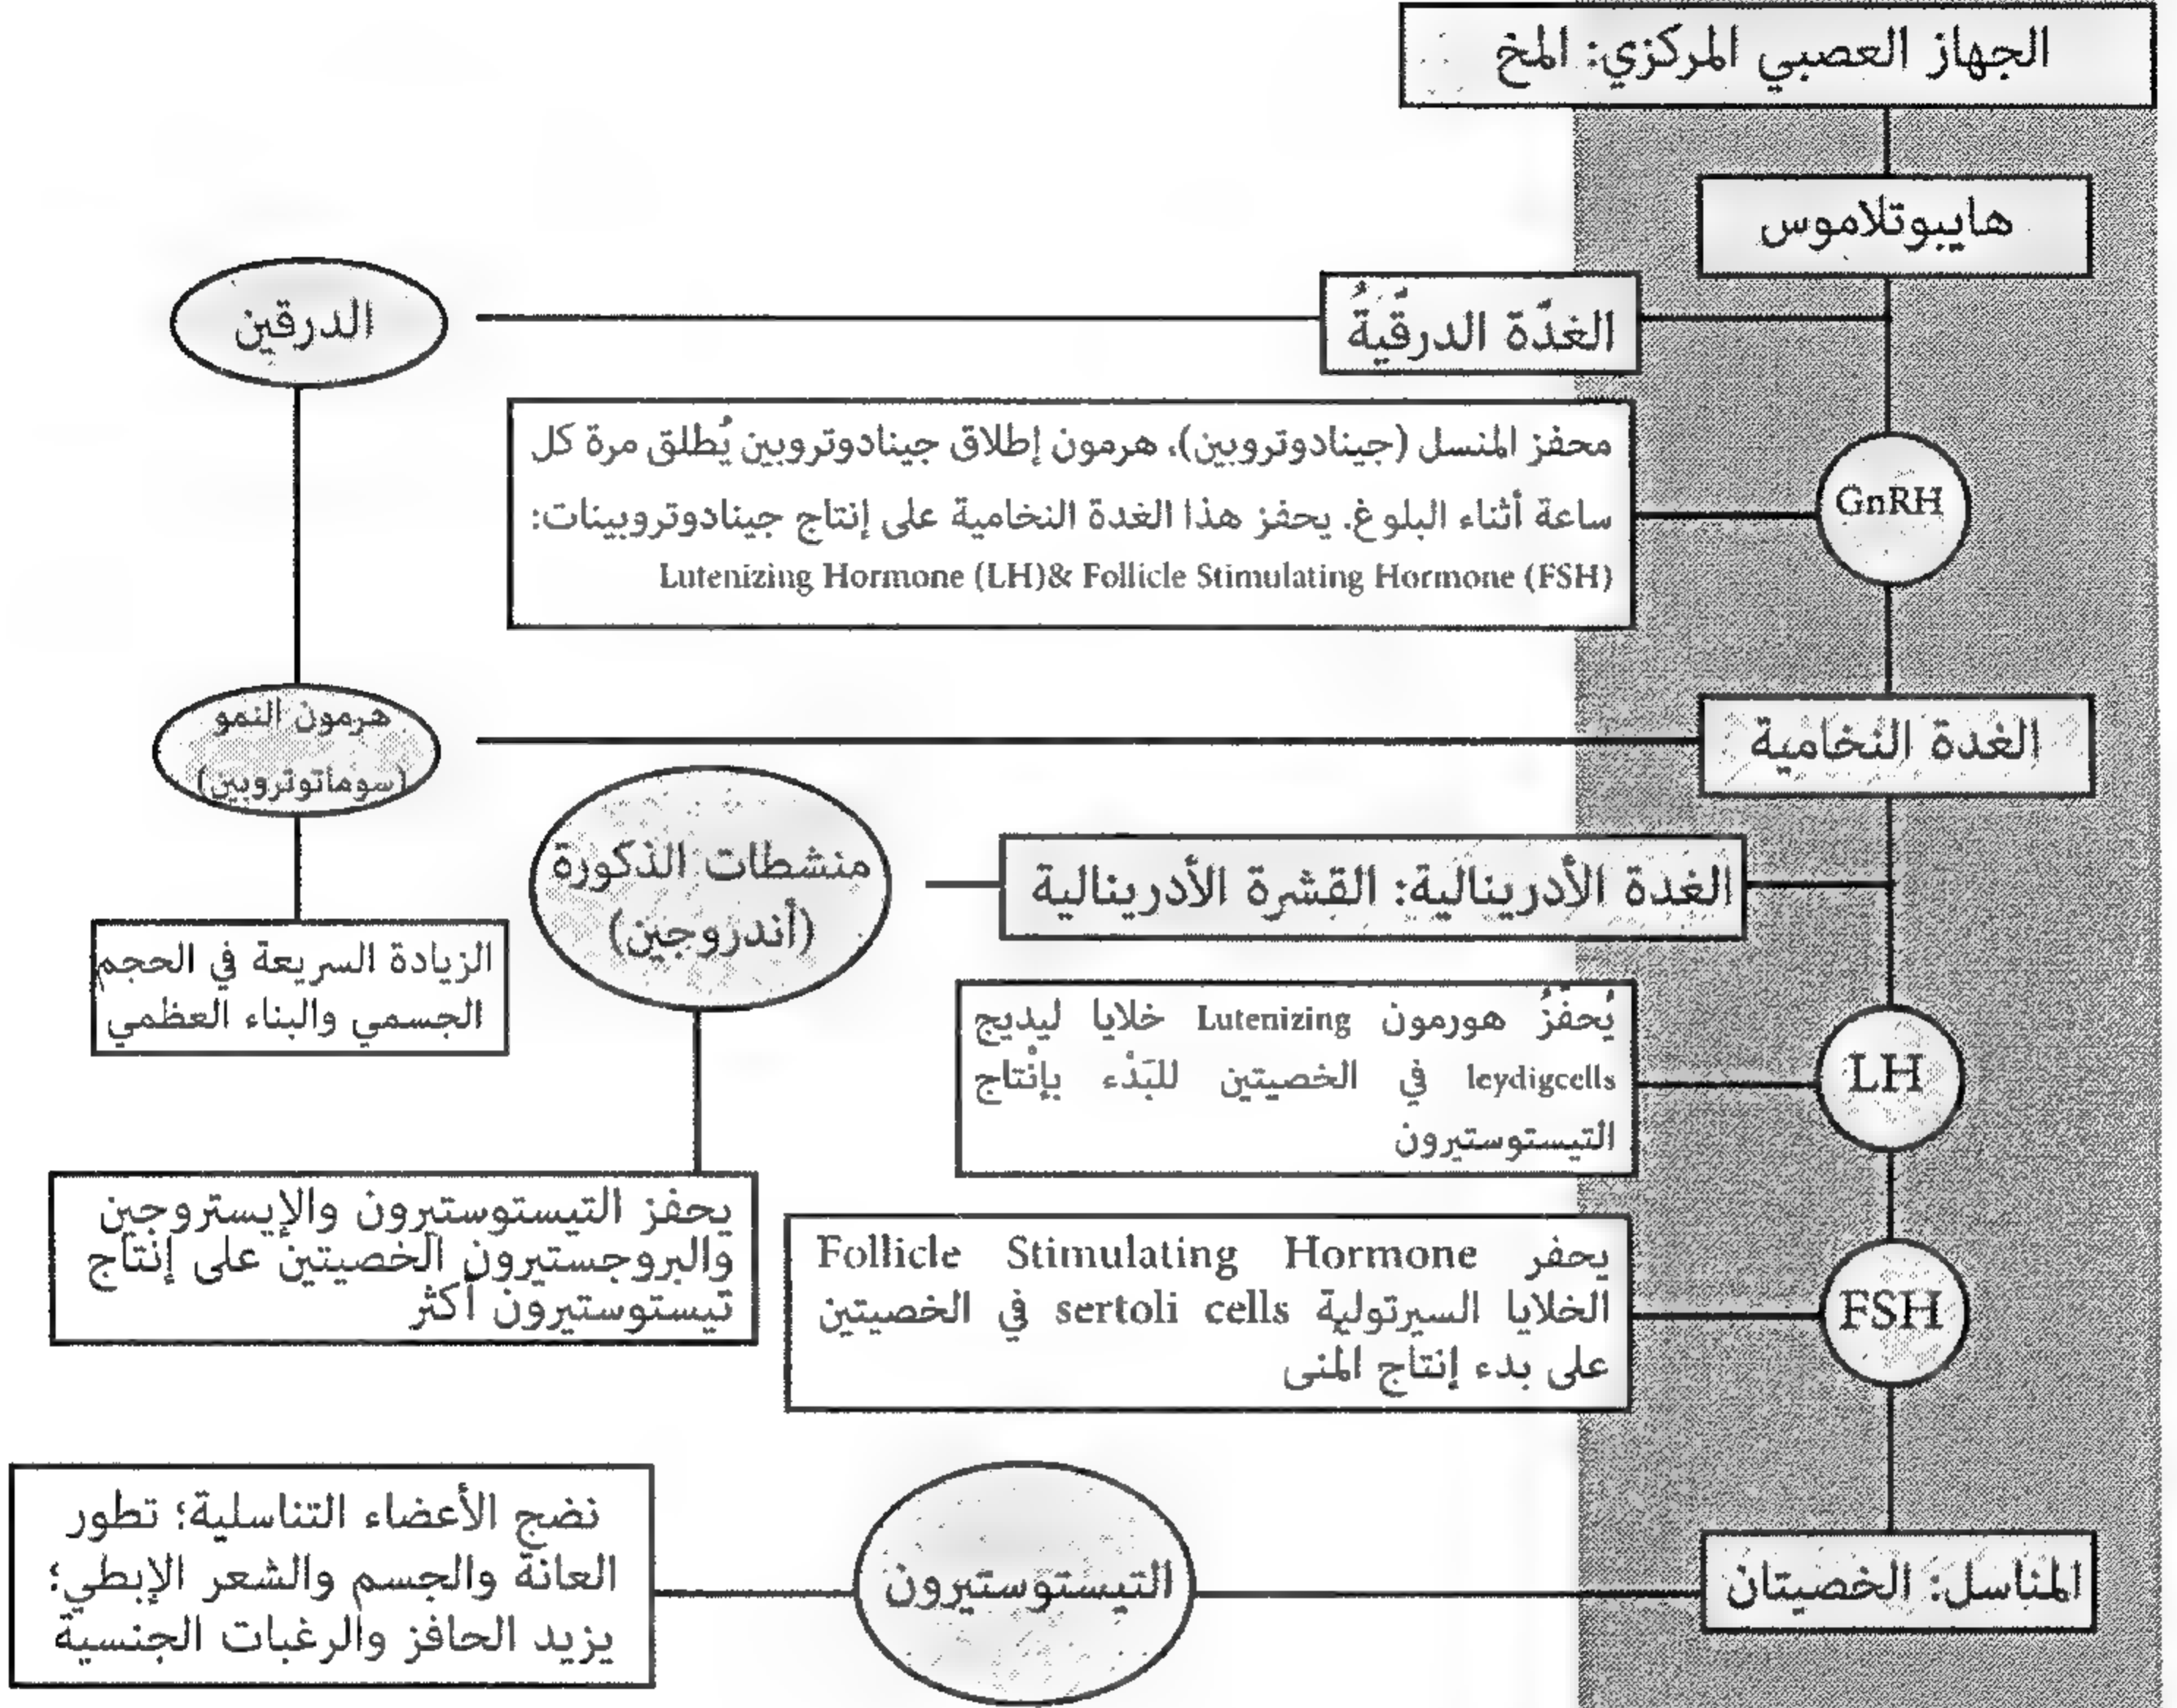 الجهاز العصبي المركزي: المخ
هايبوتلاموس
الغدّة الدرقيّةُ
الدرقين
محفز المنسل (جينادوتروبين)، هرمون إطلاق جينادوتروبين يُطلق مرة كل
ساعة أثناء البلوغ. يحفز هذا الغدة النخامية على إنتاج جينادوتروبينات:
Lutenizing Hormone (LH)& Follicle Stimulating Hormone (FSH)
GnRH
هرمون النمو
(سوماتوتروبين)
الغدة النخامية
منشطات الذكورة
(أندروجين)
الغدة الأدرينالية: القشرة الأدرينالية
الزيادة السريعة في الحجم
الجسمي والبناء العظمي
يُحفّزُ هورمون Lutenizing خلايا ليديج
leydigcells في الخصيتين للبَدْء بإنْتاج
التيستوستيرون
LH
يحفز التيستوستيرون والإيستروجين
والبروجستيرون الخصيتين على إنتاج
تيستوستيرون أكثر
يحفر Follicle Stimulating Hormone
الخلايا السيرتولية sertoli cells في الخصيتين
على بدء إنتاج المنى
FSH
نضج الأعضاء التناسلية؛ تطور
العانة والجسم والشعر الإبطي؛
يزيد الحافز والرغبات الجنسية
التيستوستيرون
المناسل: الخصيتان